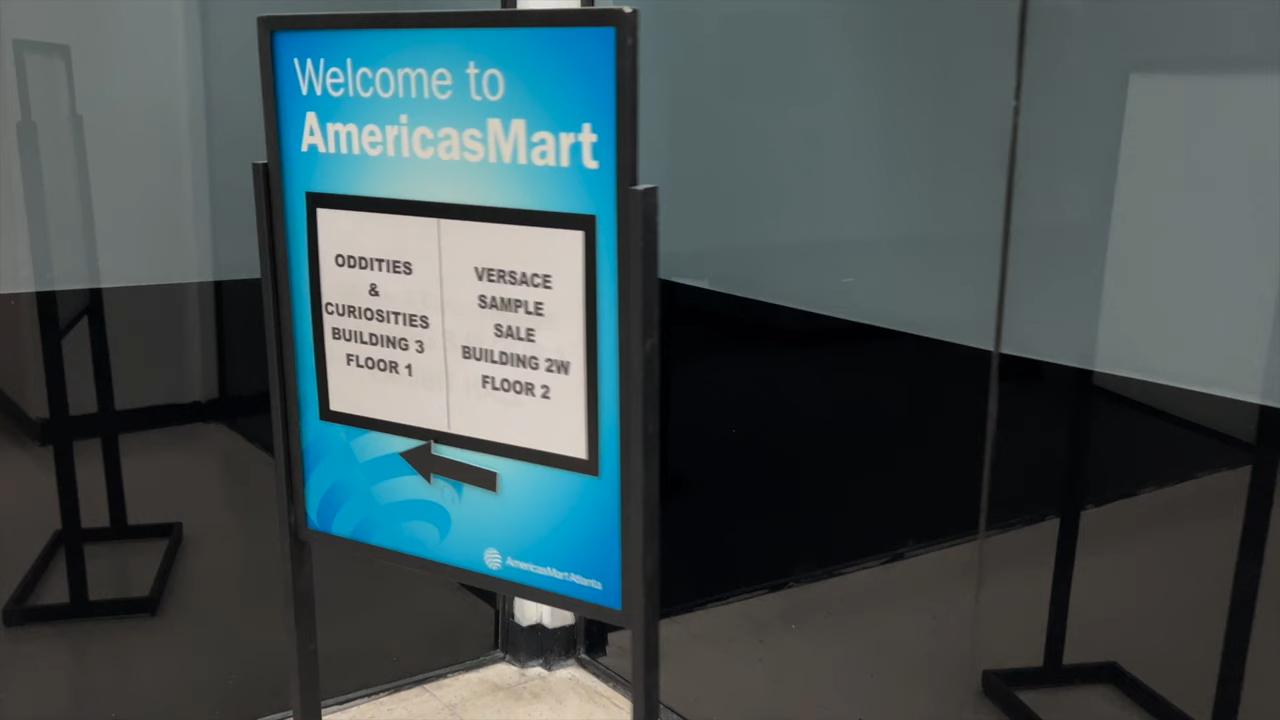 Welcome to
AmericasMart
ODDITIES
&
CURIOSITIES
BUILDING 3
FLOOR 1
VERSACE
SAMPLE
SALE
BUILDING 2W
FLOOR 2
AmericasMart Atlanta